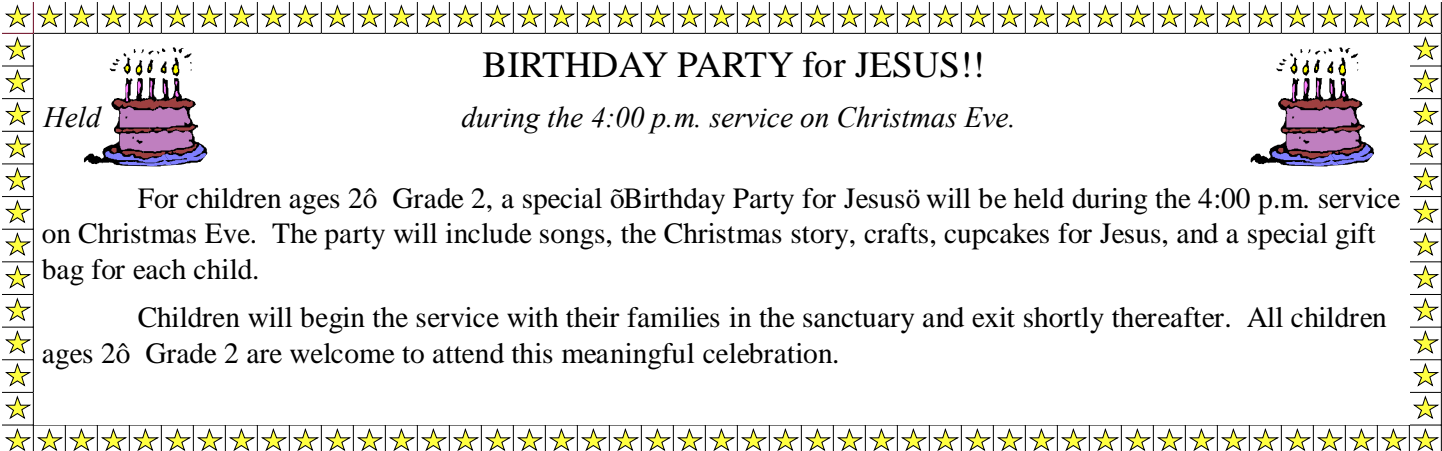 BIRTHDAY PARTY for JESUS!!
Held during the 4:00 p.m. service on Christmas Eve.
For children ages 2ô Grade 2, a special õBirthday Party for Jesusö will be held during the 4:00 p.m. service
on Christmas Eve. The party will include songs, the Christmas story, crafts, cupcakes for Jesus, and a special gift
bag for each child.
Children will begin the service with their families in the sanctuary and exit shortly thereafter. All children
ages 2ô Grade 2 are welcome to attend this meaningful celebration.